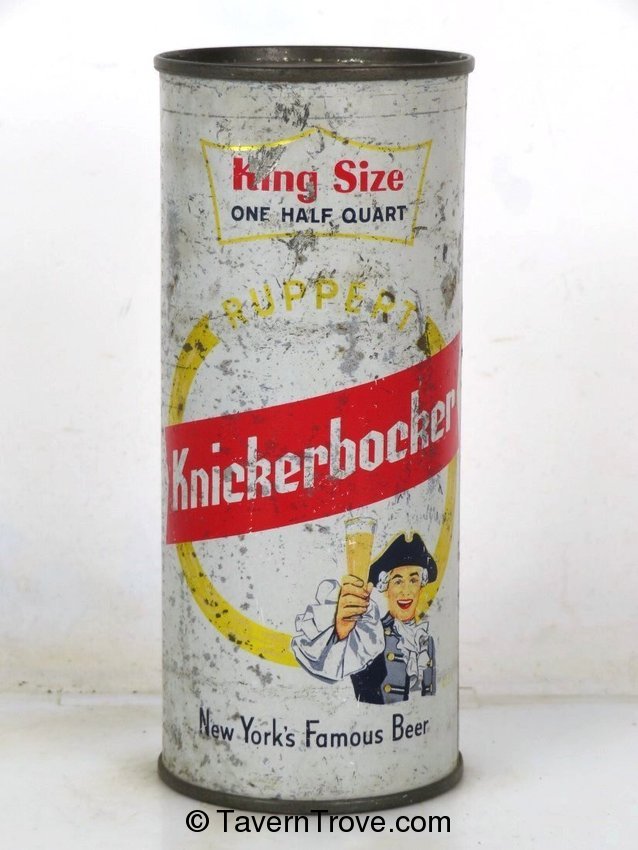 King Size
ONE HALF QUART
RUPPERT
Knickerbocker
New York's Famous Beer
© TavernTrove.com